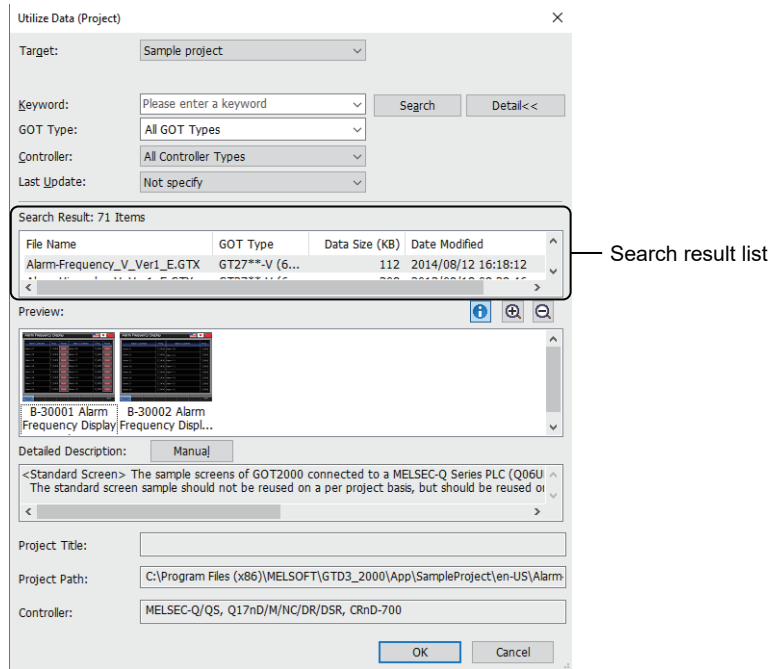 Utilize Data (Project)
Target: Sample project
Keyword: Please enter a keyword Search Detail<<
GOT Type: All GOT Types
Controller: All Controller Types
Last Update: Not specify
Search Result: 71 Items
File Name GOT Type Data Size (KB) Date Modified
Alarm-Frequency_V_Ver1_E.GTX GT27**-V (6... 112 2014/08/12 16:18:12
Search result list
Preview:
B-30001 Alarm Frequency Display
B-30002 Alarm Frequency Displ...
Detailed Description: Manual
<Standard Screen> The sample screens of GOT2000 connected to a MELSEC-Q Series PLC (Q06U
The standard screen sample should not be reused on a per project basis, but should be reused o
Project Title:
Project Path: C:\Program Files (x86)\MELSOFT\GTD3_2000\App\SampleProject\en-US\Alarm-
Controller: MELSEC-Q/QS, Q17nD/M/NC/DR/DSR, CRnD-700
OK Cancel